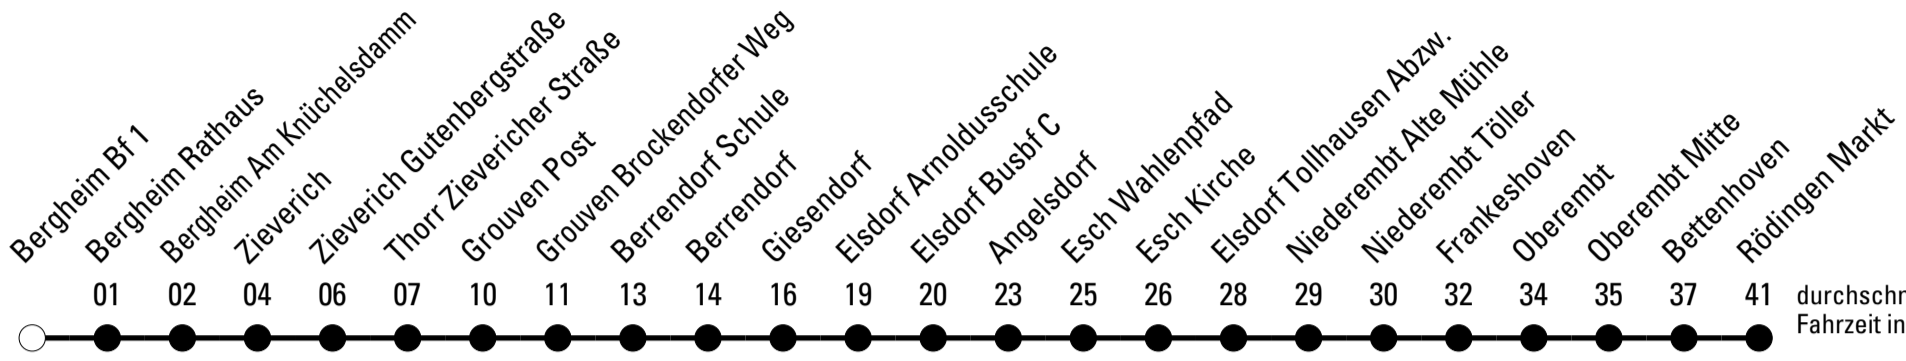 Bergheim Bf 1
Bergheim Rathaus
Bergheim Am Knüchelsdamm
Zieverich
Zieverich Gutenbergstraße
Thorr Zievericher Straße
Grouven Post
Grouven Brockendorfer Weg
Berrendorf Schule
Berrendorf
Giesendorf
Elsdorf Arnoldusschule
Elsdorf Busbf C
Angelsdorf
Esch Wahlenpfad
Esch Kirche
Elsdorf Tollhausen Abzw.
Niederembt Alte Mühle
Niederembt Töller
Frankeshoven
Oberembt
Oberembt Mitte
Bettenhoven
Rödingen Markt
01 02 04 06 07 10 11 13 14 16 19 20 23 25 26 28 29 30 32 34 35 37 41 durchschn
Fahrzeit in